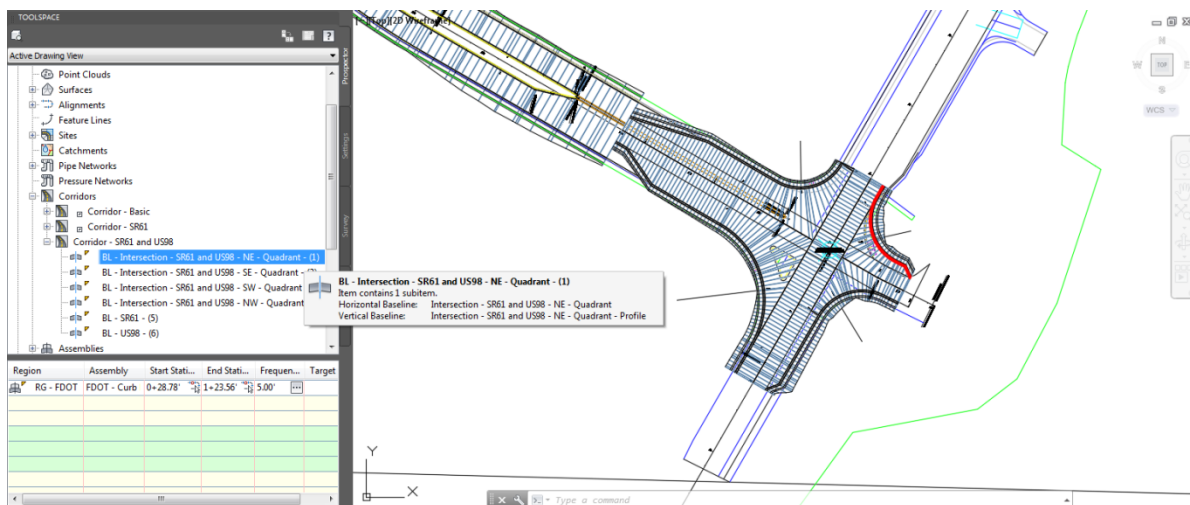 TOOLSPACE
Active Drawing View
Point Clouds
Surfaces
Alignments
Feature Lines
Sites
Catchments
Pipe Networks
Pressure Networks
Corridors
Corridor - Basic
Corridor - SR61
Corridor - SR61 and US98
BL - Intersection - SR61 and US98 - NE - Quadrant - (1)
BL - Intersection - SR61 and US98 - SE - Quadrant -
BL - Intersection - SR61 and US98 - SW - Quadrant
BL - Intersection - SR61 and US98 - NW - Quadrant
BL - SR61 - (5)
BL - US98 - (6)
Assemblies
Prospector
Settings
Survey
BL - Intersection - SR61 and US98 - NE - Quadrant - (1)
Item contains 1 subitem.
Horizontal Baseline: Intersection - SR61 and US98 - NE - Quadrant
Vertical Baseline: Intersection - SR61 and US98 - NE - Quadrant - Profile
Region Assembly Start Stati... End Stati... Frequen... Target
RG - FDOT FDOT - Curb 0+28.78' 1+23.56' 5.00' ...
[-][Top][2D Wireframe]
N
W TOP E
S
WCS
Y
X
Type a command